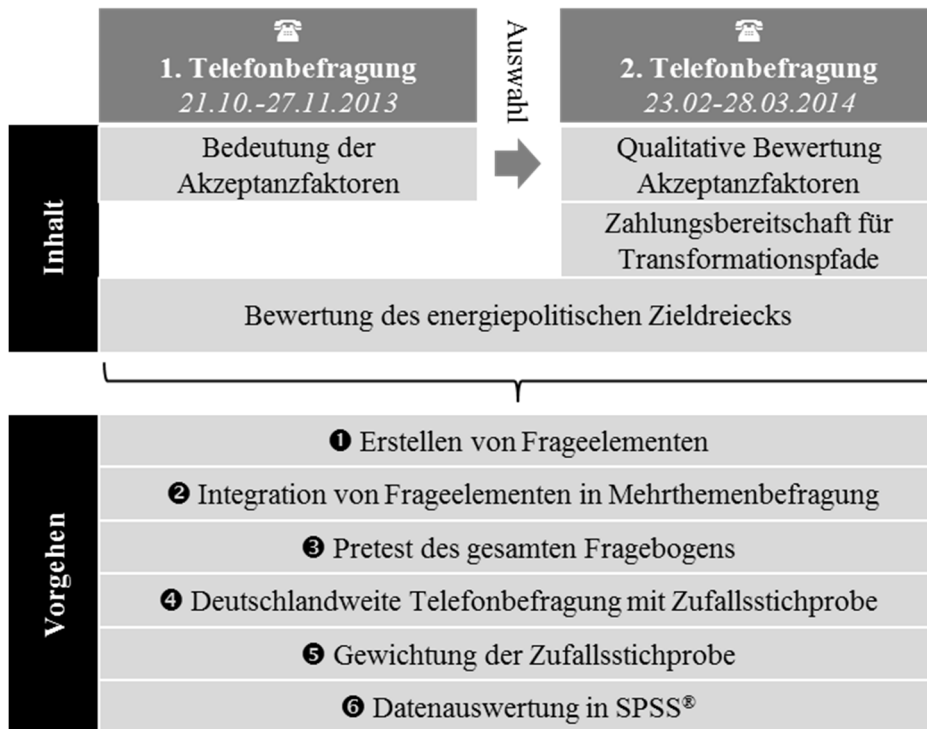 ☎
1. Telefonbefragung
21.10.-27.11.2013
Auswahl
☎
2. Telefonbefragung
23.02-28.03.2014
Inhalt
Bedeutung der
Akzeptanzfaktoren
Qualitative Bewertung
Akzeptanzfaktoren
Zahlungsbereitschaft für
Transformationspfade
Bewertung des energiepolitischen Zieldreiecks
Vorgehen
❶ Erstellen von Frageelementen
❷ Integration von Frageelementen in Mehrthemenbefragung
❸ Pretest des gesamten Fragebogens
❹ Deutschlandweite Telefonbefragung mit Zufallsstichprobe
❺ Gewichtung der Zufallsstichprobe
❻ Datenauswertung in SPSS®